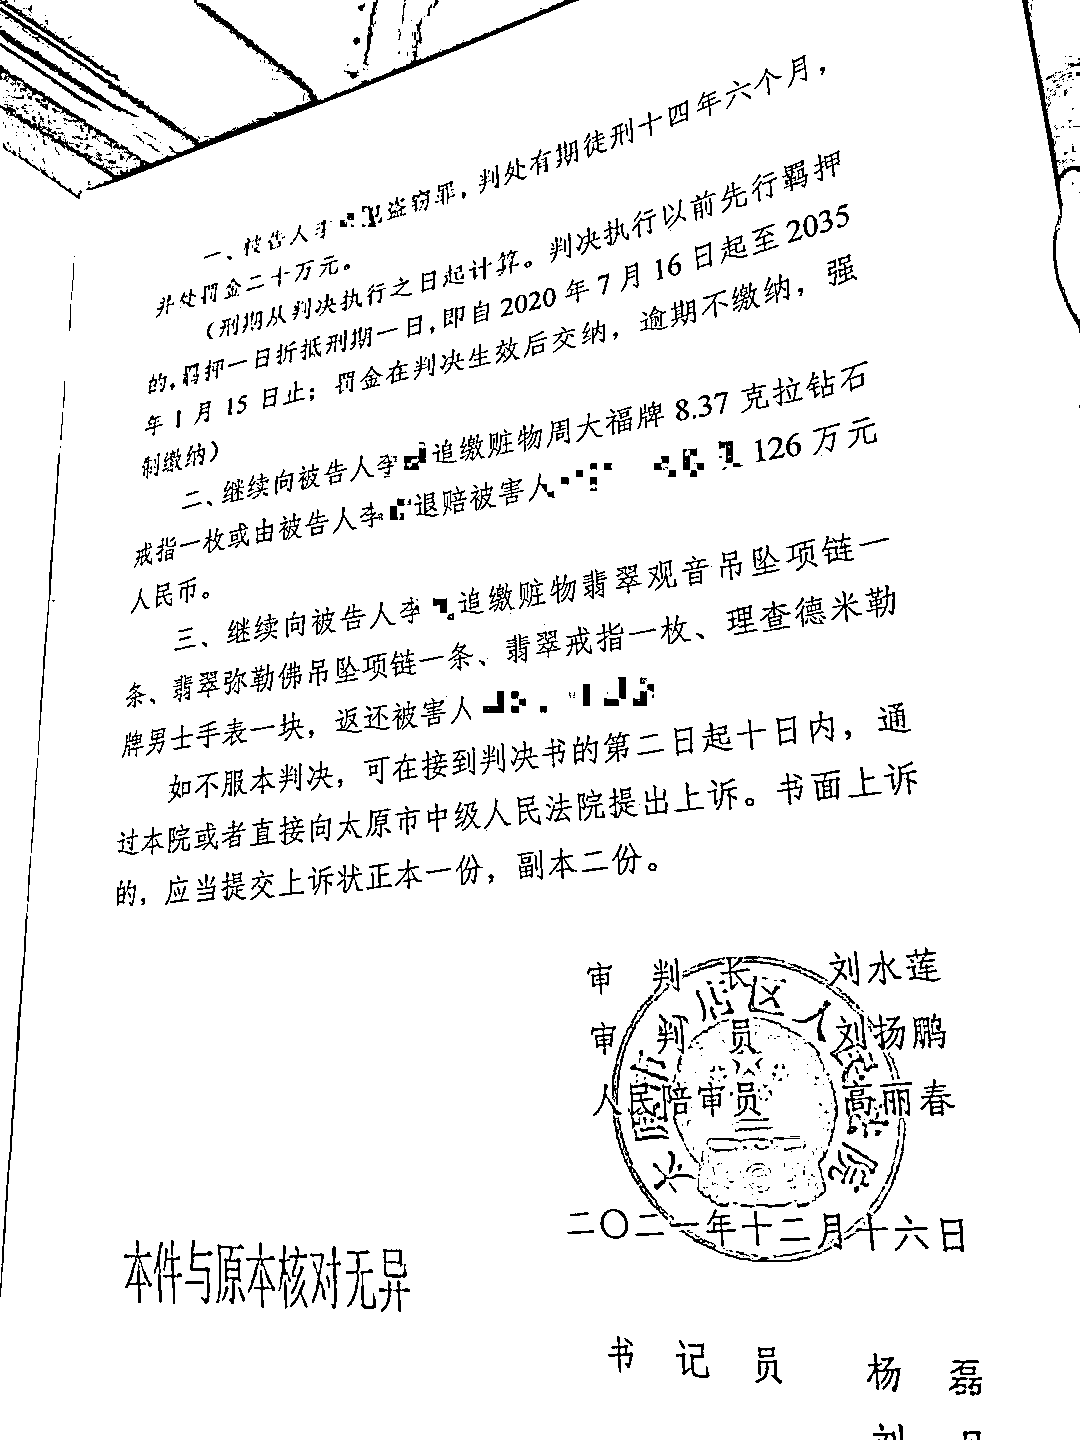 一、被告人李 犯盗窃罪，判处有期徒刑十四年六个月，
并处罚金二十万元。
（刑期从判决执行之日起计算。判决执行以前先行羁押
的，羁押一日折抵刑期一日，即自2020年7月16日起至2035
年1月15日止；罚金在判决生效后交纳，逾期不缴纳，强
制缴纳）
二、继续向被告人李 追缴赃物周大福牌8.37克拉钻石
戒指一枚或由被告人李 退赔被害人 126万元
人民币。
三、继续向被告人李 追缴赃物翡翠观音吊坠项链一
条、翡翠弥勒佛吊坠项链一条、翡翠戒指一枚、理查德米勒
牌男士手表一块，返还被害人
如不服本判决，可在接到判决书的第二日起十日内，通
过本院或者直接向太原市中级人民法院提出上诉。书面上诉
的，应当提交上诉状正本一份，副本二份。
审 判 长 刘水莲
审 判 员 刘扬鹏
人民陪审员 高丽春
二〇二一年十二月十六日
本件与原本核对无异
书 记 员 杨 磊